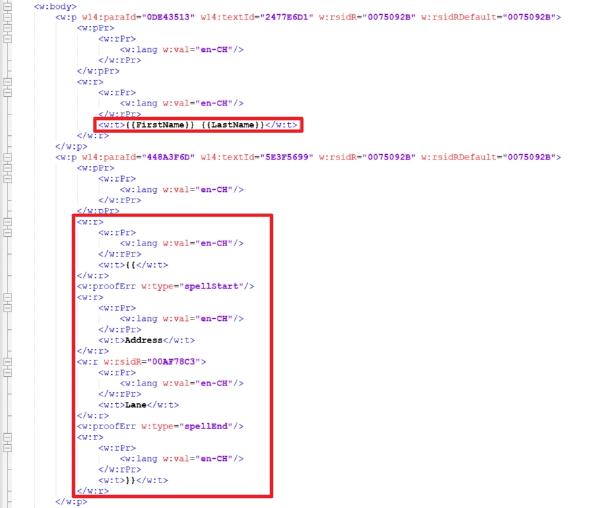 <w:body>
<w:p w14:paraId="0DE43513" w14:textId="2477E6D1" w:rsidR="0075092B" w:rsidRDefault="0075092B">
<w:pPr>
<w:rPr>
<w:lang w:val="en-CH"/>
</w:rPr>
</w:pPr>
<w:r>
<w:rPr>
<w:lang w:val="en-CH"/>
</w:rPr>
<w:t>{{FirstName}} {{LastName}}</w:t>
</w:r>
</w:p>
<w:p w14:paraId="448A3F6D" w14:textId="5E3F5699" w:rsidR="0075092B" w:rsidRDefault="0075092B">
<w:pPr>
<w:rPr>
<w:lang w:val="en-CH"/>
</w:rPr>
</w:pPr>
<w:r>
<w:rPr>
<w:lang w:val="en-CH"/>
</w:rPr>
<w:t>{{</w:t>
</w:r>
<w:proofErr w:type="spellStart"/>
<w:r>
<w:rPr>
<w:lang w:val="en-CH"/>
</w:rPr>
<w:t>Address</w:t>
</w:r>
<w:r w:rsidR="00AF78C3">
<w:rPr>
<w:lang w:val="en-CH"/>
</w:rPr>
<w:t>Lane</w:t>
</w:r>
<w:proofErr w:type="spellEnd"/>
<w:r>
<w:rPr>
<w:lang w:val="en-CH"/>
</w:rPr>
<w:t>}}</w:t>
</w:r>
</w:p>